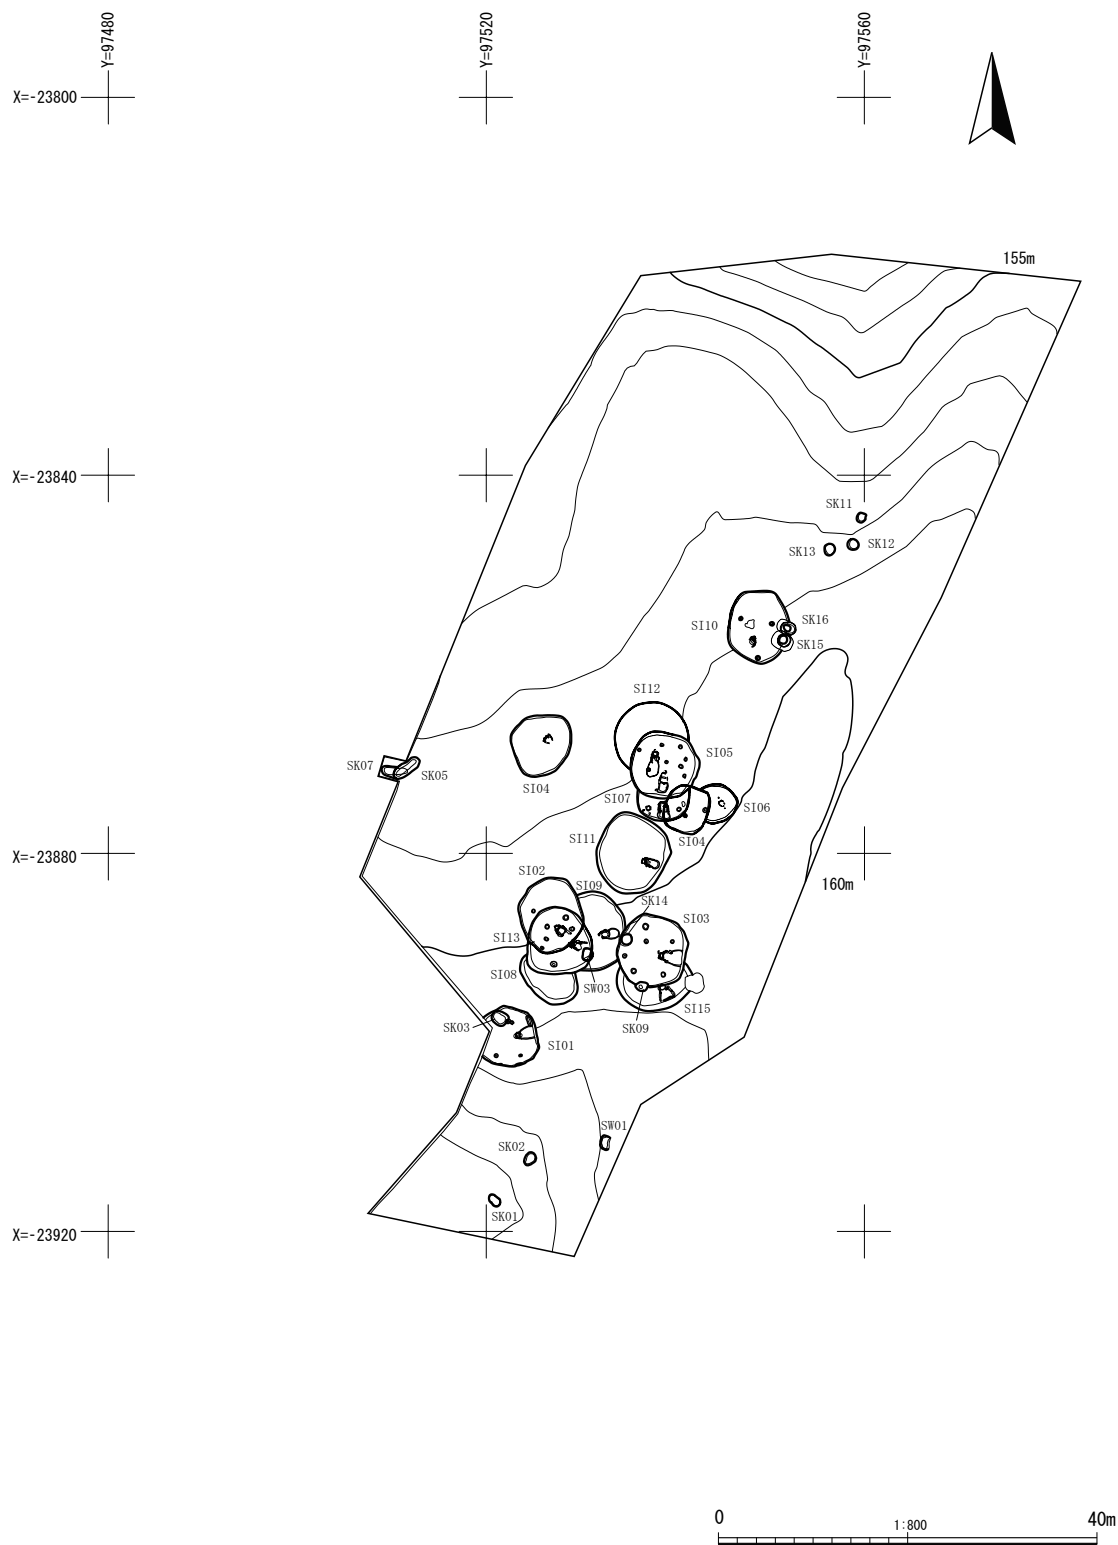 Y=97480
Y=97520
Y=97560
X=-23800
155m
X=-23840
SK11
SK13
SK12
SI10
SK16
SK15
SI12
SI05
SK07
SK05
SI04
SI07
SI06
SI04
SI11
X=-23880
160m
SI02
SI09
SK14
SI03
SI13
SI08
SW03
SI15
SK09
SK03
SI01
SW01
SK02
SK01
X=-23920
0
1:800
40m